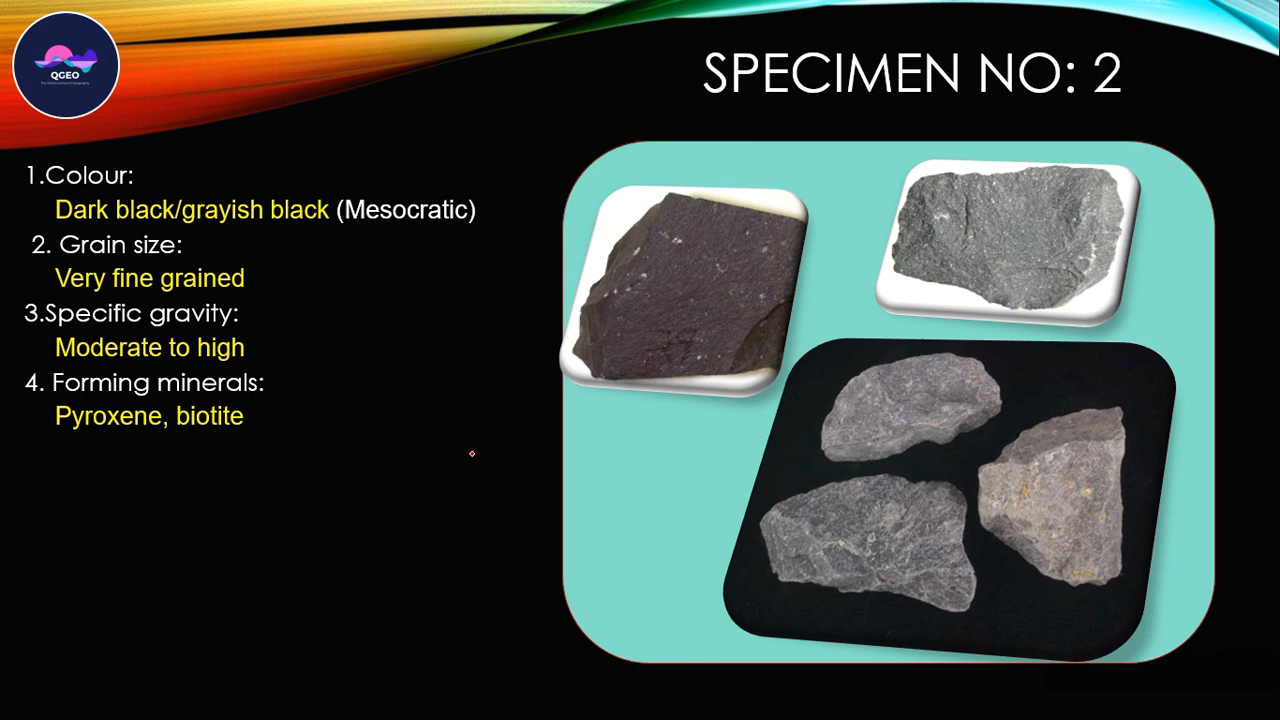 QGEO
SPECIMEN NO: 2
1.Colour:
Dark black/grayish black (Mesocratic)
2. Grain size:
Very fine grained
3.Specific gravity:
Moderate to high
4. Forming minerals:
Pyroxene, biotite